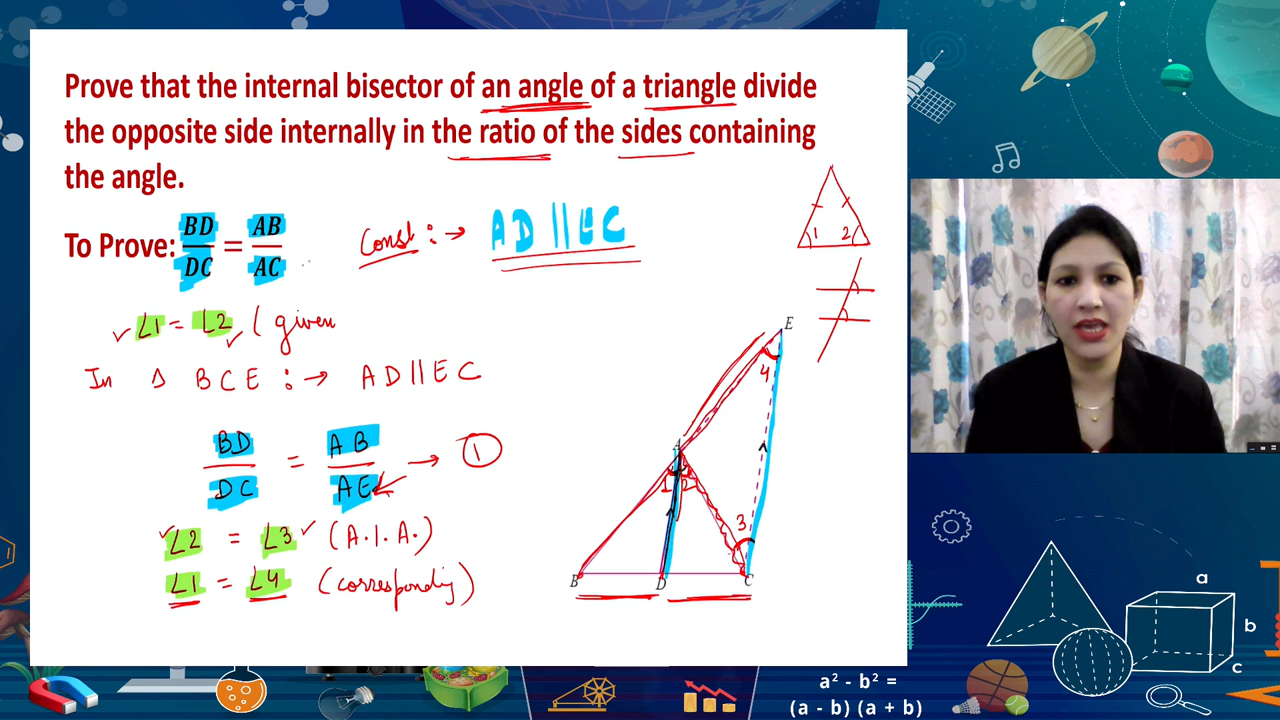 Prove that the internal bisector of an angle of a triangle divide
the opposite side internally in the ratio of the sides containing
the angle.
To Prove: BD/DC = AB/AC
Const : → AD || EC
∠1 = ∠2 ( given
In Δ BCE : → AD || EC
BD/DC = AB/AE → ①
∠2 = ∠3 (A.I.A.)
∠1 = ∠4 (corresponding)
1 2
E
4
A
1 2
3
B D C
a
b
c
a² - b² =
(a - b) (a + b)